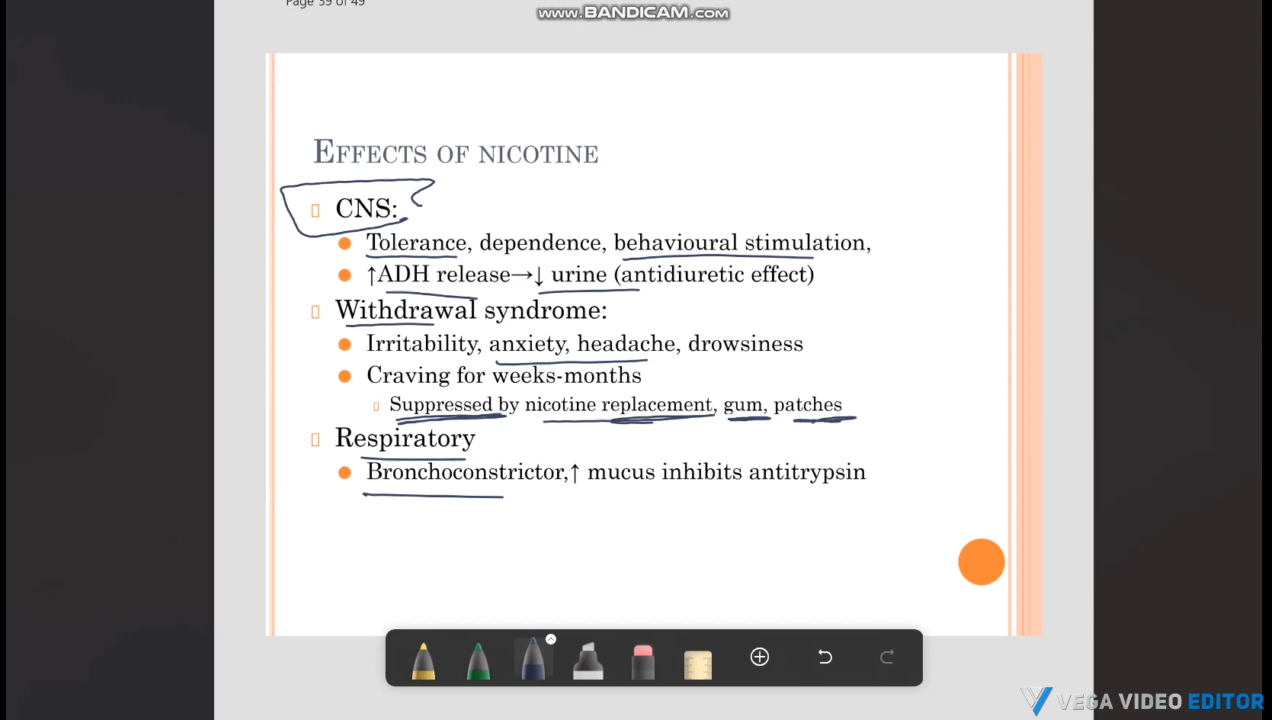 Page 39 of 49
www.BANDICAM.com
EFFECTS OF NICOTINE
CNS:
Tolerance, dependence, behavioural stimulation,
↑ADH release→↓ urine (antidiuretic effect)
Withdrawal syndrome:
Irritability, anxiety, headache, drowsiness
Craving for weeks-months
Suppressed by nicotine replacement, gum, patches
Respiratory
Bronchoconstrictor,↑ mucus inhibits antitrypsin
VEGA VIDEO EDITOR